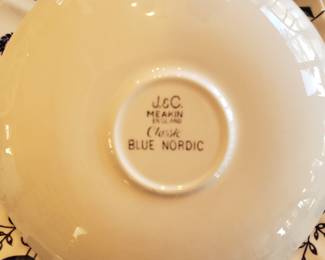 J.&C.
MEAKIN
ENGLAND
Classic
BLUE NORDIC